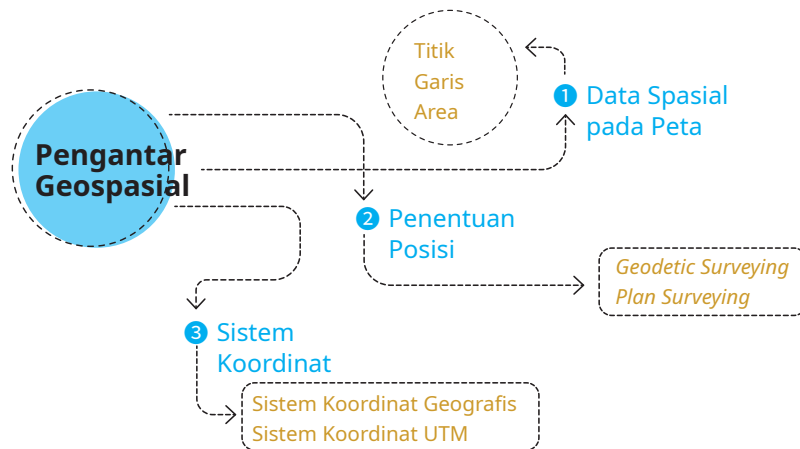 Pengantar
Geospasial
1 Data Spasial
pada Peta
Titik
Garis
Area
2 Penentuan
Posisi
Geodetic Surveying
Plan Surveying
3 Sistem
Koordinat
Sistem Koordinat Geografis
Sistem Koordinat UTM